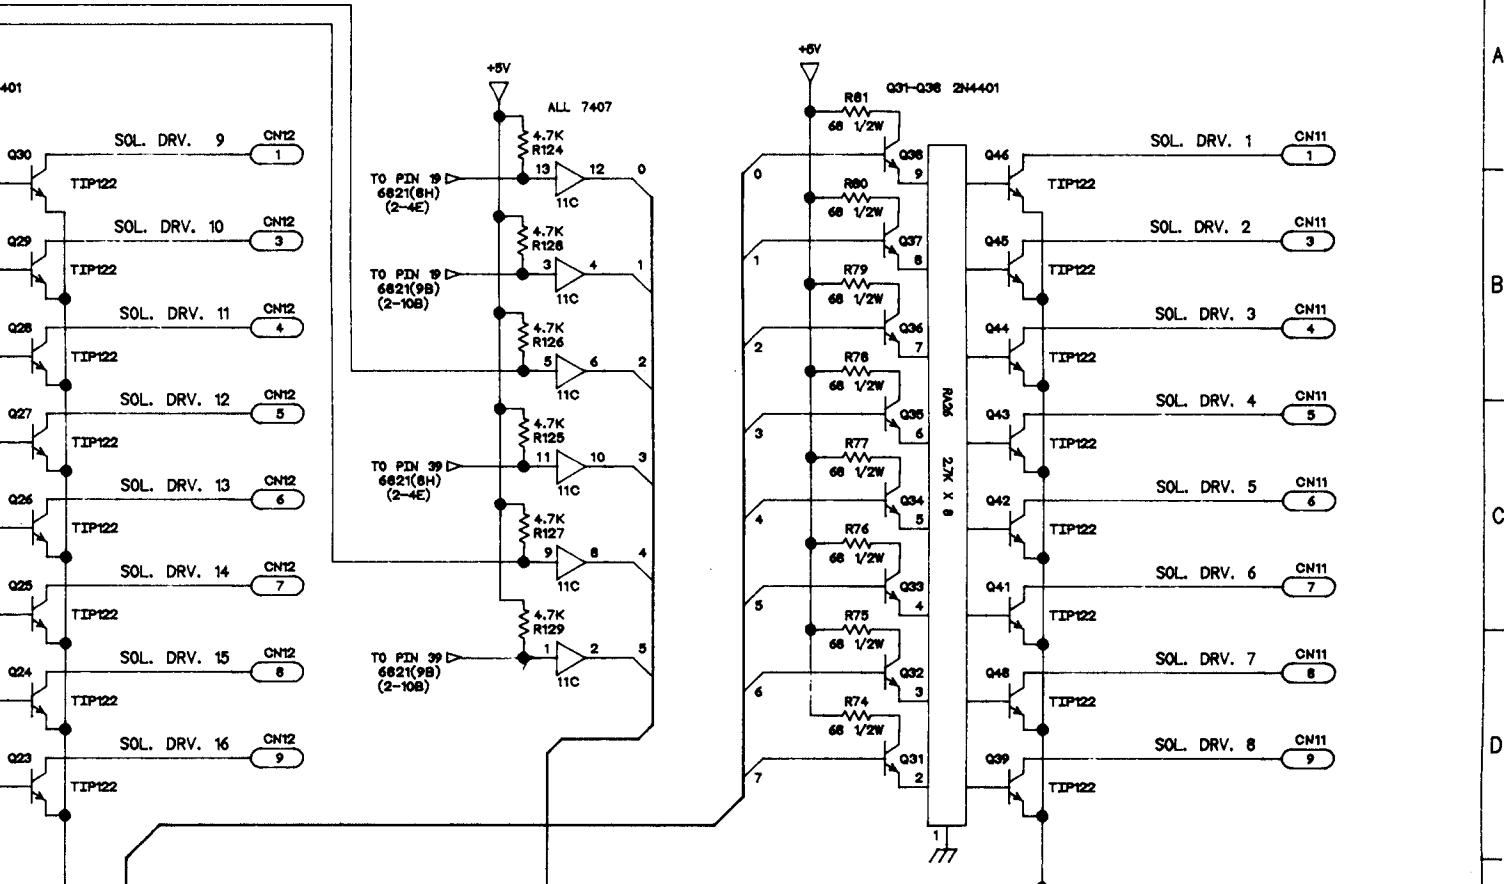 401
Q30
TIP122
SOL. DRV. 9
CN12
1
Q29
TIP122
SOL. DRV. 10
CN12
3
Q28
TIP122
SOL. DRV. 11
CN12
4
Q27
TIP122
SOL. DRV. 12
CN12
5
Q26
TIP122
SOL. DRV. 13
CN12
6
Q25
TIP122
SOL. DRV. 14
CN12
7
Q24
TIP122
SOL. DRV. 15
CN12
8
Q23
TIP122
SOL. DRV. 16
CN12
9
+5V
ALL 7407
4.7K
R124
TO PIN 19
6821(8H)
(2-4E)
13
12
11C
0
4.7K
R128
TO PIN 19
6821(9B)
(2-10B)
3
4
11C
1
4.7K
R126
5
6
11C
2
4.7K
R125
TO PIN 39
6821(8H)
(2-4E)
11
10
11C
3
4.7K
R127
9
8
11C
4
4.7K
R129
TO PIN 39
6821(9B)
(2-10B)
1
2
11C
5
+5V
Q31-Q38 2N4401
R81
68 1/2W
0
Q38
9
R80
68 1/2W
1
Q37
8
R79
68 1/2W
2
Q36
7
R78
68 1/2W
3
Q35
6
R77
68 1/2W
4
Q34
5
R76
68 1/2W
5
Q33
4
R75
68 1/2W
6
Q32
3
R74
68 1/2W
7
Q31
2
RA26 2.7K X 8
1
Q46
TIP122
SOL. DRV. 1
CN11
1
Q45
TIP122
SOL. DRV. 2
CN11
3
Q44
TIP122
SOL. DRV. 3
CN11
4
Q43
TIP122
SOL. DRV. 4
CN11
5
Q42
TIP122
SOL. DRV. 5
CN11
6
Q41
TIP122
SOL. DRV. 6
CN11
7
Q48
TIP122
SOL. DRV. 7
CN11
8
Q39
TIP122
SOL. DRV. 8
CN11
9
A
B
C
D